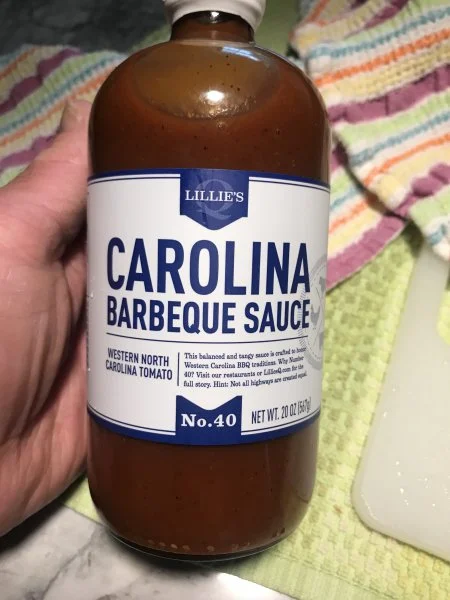 LILLIE'S
Q
CAROLINA
BARBEQUE SAUCE
WESTERN NORTH
CAROLINA TOMATO
This balanced and tangy sauce is crafted to honor
Western Carolina BBQ traditions. Why Number
40? Visit our restaurants or LilliesQ.com for the
full story. Hint: Not all highways are created equal.
No.40
NET WT. 20 OZ (567g)